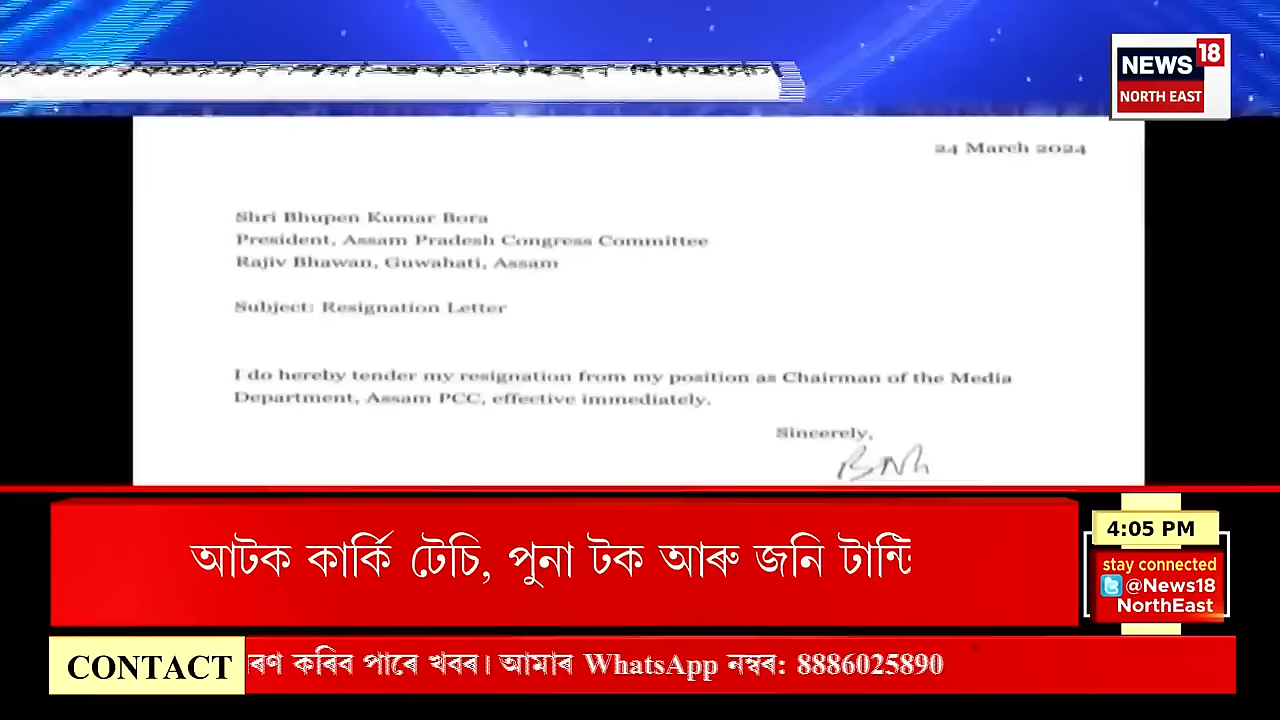 NEWS 18
NORTH EAST
24 March 2024
Shri Bhupen Kumar Bora
President, Assam Pradesh Congress Committee
Rajiv Bhawan, Guwahati, Assam
Subject: Resignation Letter
I do hereby tender my resignation from my position as Chairman of the Media
Department, Assam PCC, effective immediately.
Sincerely,
আটক কাৰ্কি টেচি, পুনা টক আৰু জনি টান্টি
4:05 PM
stay connected
@News18
NorthEast
CONTACT ৰণ কৰিব পাৰে খবৰ। আমাৰ WhatsApp নম্বৰ: 8886025890